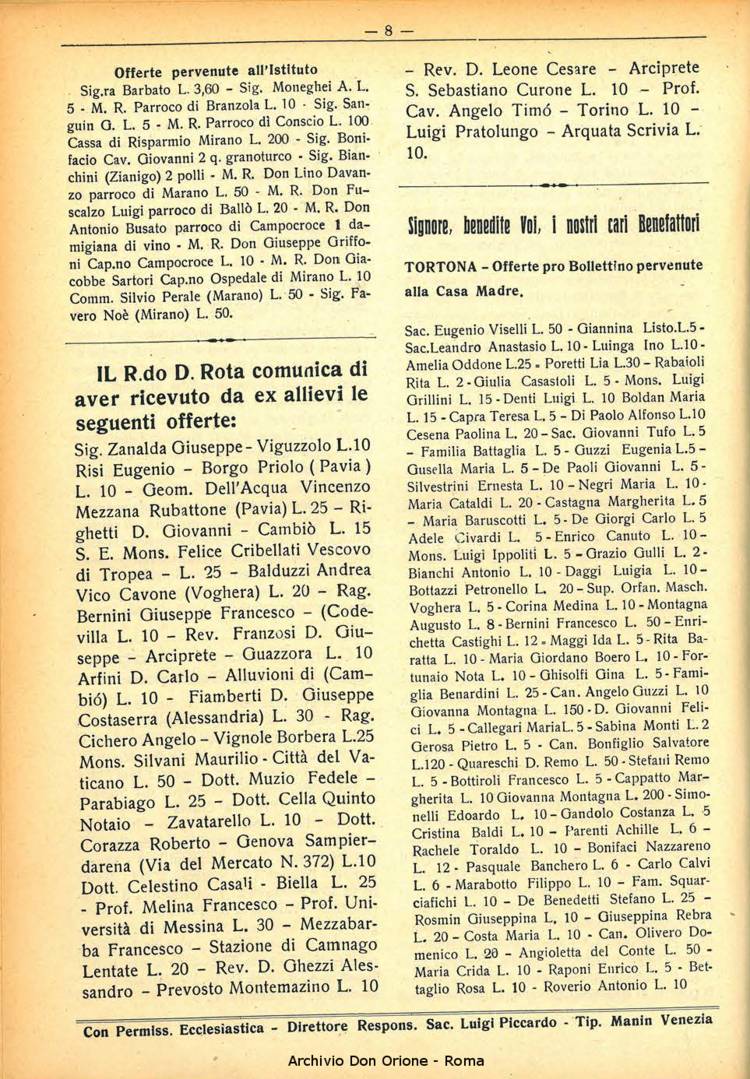 — 8 —
Offerte pervenute all'Istituto
Sig.ra Barbato L. 3,60 - Sig. Moneghei A. L.
5 - M. R. Parroco di Branzola L. 10 - Sig. San-
guin G. L. 5 - M. R. Parroco di Conscio L. 100
Cassa di Risparmio Mirano L. 200 - Sig. Boni-
facio Cav. Giovanni 2 q. granoturco - Sig. Bian-
chini (Zianigo) 2 polli - M. R. Don Lino Davan-
zo parroco di Marano L. 50 - M. R. Don Fu-
scalzo Luigi parroco di Ballò L. 20 - M. R. Don
Antonio Busato parroco di Campocroce 1 da-
migiana di vino - M. R. Don Giuseppe Griffo-
ni Cap.no Campocroce L. 10 - M. R. Don Gia-
cobbe Sartori Cap.no Ospedale di Mirano L. 10
Comm. Silvio Perale (Marano) L. 50 - Sig. Fa-
vero Noè (Mirano) L. 50.
IL R.do D. Rota comunica di
aver ricevuto da ex allievi le
seguenti offerte:
Sig. Zanalda Giuseppe - Viguzzolo L.10
Risi Eugenio - Borgo Priolo ( Pavia )
L. 10 - Geom. Dell'Acqua Vincenzo
Mezzana Rubattone (Pavia) L. 25 - Ri-
ghetti D. Giovanni - Cambiò L. 15
S. E. Mons. Felice Cribellati Vescovo
di Tropea - L. 25 - Balduzzi Andrea
Vico Cavone (Voghera) L. 20 - Rag.
Bernini Giuseppe Francesco - (Code-
villa L. 10 - Rev. Franzosi D. Giu-
seppe - Arciprete - Guazzora L. 10
Arfini D. Carlo - Alluvioni di (Cam-
bió) L. 10 - Fiamberti D. Giuseppe
Costaserra (Alessandria) L. 30 - Rag.
Cichero Angelo - Vignole Borbera L.25
Mons. Silvani Maurilio - Città del Va-
ticano L. 50 - Dott. Muzio Fedele -
Parabiago L. 25 - Dott. Cella Quinto
Notaio - Zavatarello L. 10 - Dott.
Corazza Roberto - Genova Sampier-
darena (Via del Mercato N. 372) L.10
Dott. Celestino Casali - Biella L. 25
- Prof. Melina Francesco - Prof. Uni-
versità di Messina L. 30 - Mezzabar-
ba Francesco - Stazione di Camnago
Lentate L. 20 - Rev. D. Ghezzi Ales-
sandro - Prevosto Montemazino L. 10
- Rev. D. Leone Cesare - Arciprete
S. Sebastiano Curone L. 10 - Prof.
Cav. Angelo Timó - Torino L. 10 -
Luigi Pratolungo - Arquata Scrivia L.
10.
Signore, benedite Voi, i nostri cari Benefattori
TORTONA - Offerte pro Bollettino pervenute
alla Casa Madre.
Sac. Eugenio Viselli L. 50 - Giannina Listo.L.5 -
Sac.Leandro Anastasio L. 10 - Luinga Ino L.10 -
Amelia Oddone L.25 - Poretti Lia L.30 - Rabaioli
Rita L. 2 - Giulia Casastoli L. 5 - Mons. Luigi
Grillini L. 15 - Denti Luigi L. 10 Boldan Maria
L. 15 - Capra Teresa L. 5 - Di Paolo Alfonso L.10
Cesena Paolina L. 20 - Sac. Giovanni Tufo L. 5
- Familia Battaglia L. 5 - Guzzi Eugenia L.5 -
Gusella Maria L. 5 - De Paoli Giovanni L. 5 -
Silvestrini Ernesta L. 10 - Negri Maria L. 10 -
Maria Cataldi L. 20 - Castagna Margherita L. 5
- Maria Baruscotti L. 5 - De Giorgi Carlo L. 5
Adele Civardi L. 5 - Enrico Canuto L. 10 -
Mons. Luigi Ippoliti L. 5 - Grazio Gulli L. 2 -
Bianchi Antonio L. 10 - Daggi Luigia L. 10 -
Bottazzi Petronello L. 20 - Sup. Orfan. Masch.
Voghera L. 5 - Corina Medina L. 10 - Montagna
Augusto L. 8 - Bernini Francesco L. 50 - Enri-
chetta Castighi L. 12 - Maggi Ida L. 5 - Rita Ba-
ratta L. 10 - Maria Giordano Boero L. 10 - For-
tunaio Nota L. 10 - Ghisolfi Gina L. 5 - Fami-
glia Benardini L. 25 - Can. Angelo Guzzi L. 10
Giovanna Montagna L. 150 - D. Giovanni Feli-
ci L. 5 - Callegari MariaL. 5 - Sabina Monti L. 2
Gerosa Pietro L. 5 - Can. Bonfiglio Salvatore
L.120 - Quareschi D. Remo L. 50 - Stefani Remo
L. 5 - Bottiroli Francesco L. 5 - Cappatto Mar-
gherita L. 10 Giovanna Montagna L. 200 - Simo-
nelli Edoardo L. 10 - Gandolo Costanza L. 5
Cristina Baldi L. 10 - Parenti Achille L. 6 -
Rachele Toraldo L. 10 - Bonifaci Nazzareno
L. 12 - Pasquale Banchero L. 6 - Carlo Calvi
L. 6 - Marabotto Filippo L. 10 - Fam. Squar-
ciafichi L. 10 - De Benedetti Stefano L. 25 -
Rosmin Giuseppina L. 10 - Giuseppina Rebra
L. 20 - Costa Maria L. 10 - Can. Olivero Do-
menico L. 20 - Angioletta del Conte L. 50 -
Maria Crida L. 10 - Raponi Enrico L. 5 - Bet-
taglio Rosa L. 10 - Roverio Antonio L. 10
Con Permiss. Ecclesiastica - Direttore Respons. Sac. Luigi Piccardo - Tip. Manin Venezia
Archivio Don Orione - Roma